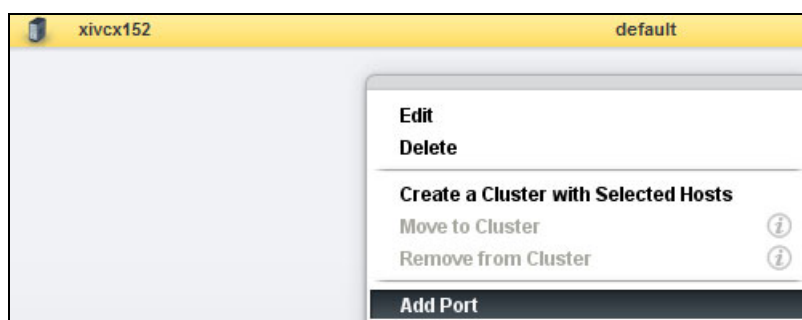 xivcx152 default
Edit
Delete
Create a Cluster with Selected Hosts
Move to Cluster
Remove from Cluster
Add Port